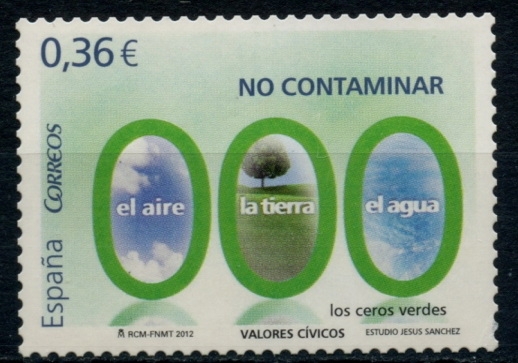 0,36€
NO CONTAMINAR
España CORREOS
el aire
la tierra
el agua
los ceros verdes
RCM-FNMT 2012
VALORES CÍVICOS
ESTUDIO JESUS SANCHEZ